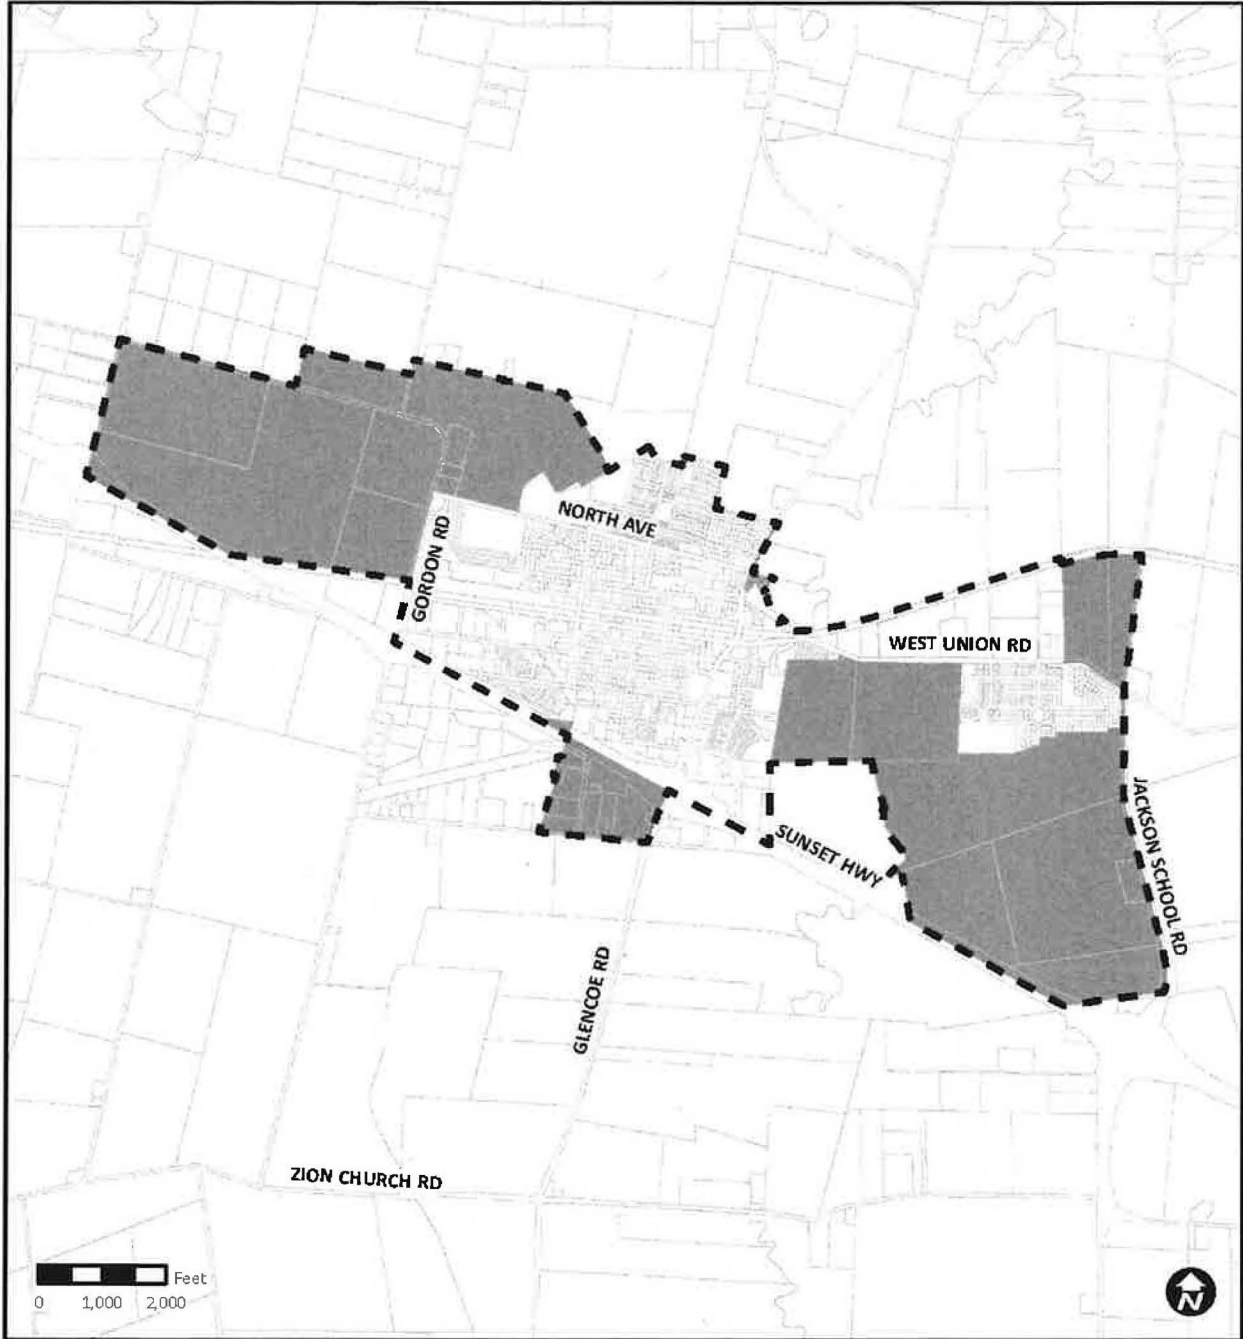 NORTH AVE
GORDON RD
WEST UNION RD
JACKSON SCHOOL RD
SUNSET HWY
GLENCOE RD
ZION CHURCH RD
Feet
0 1,000 2,000
N